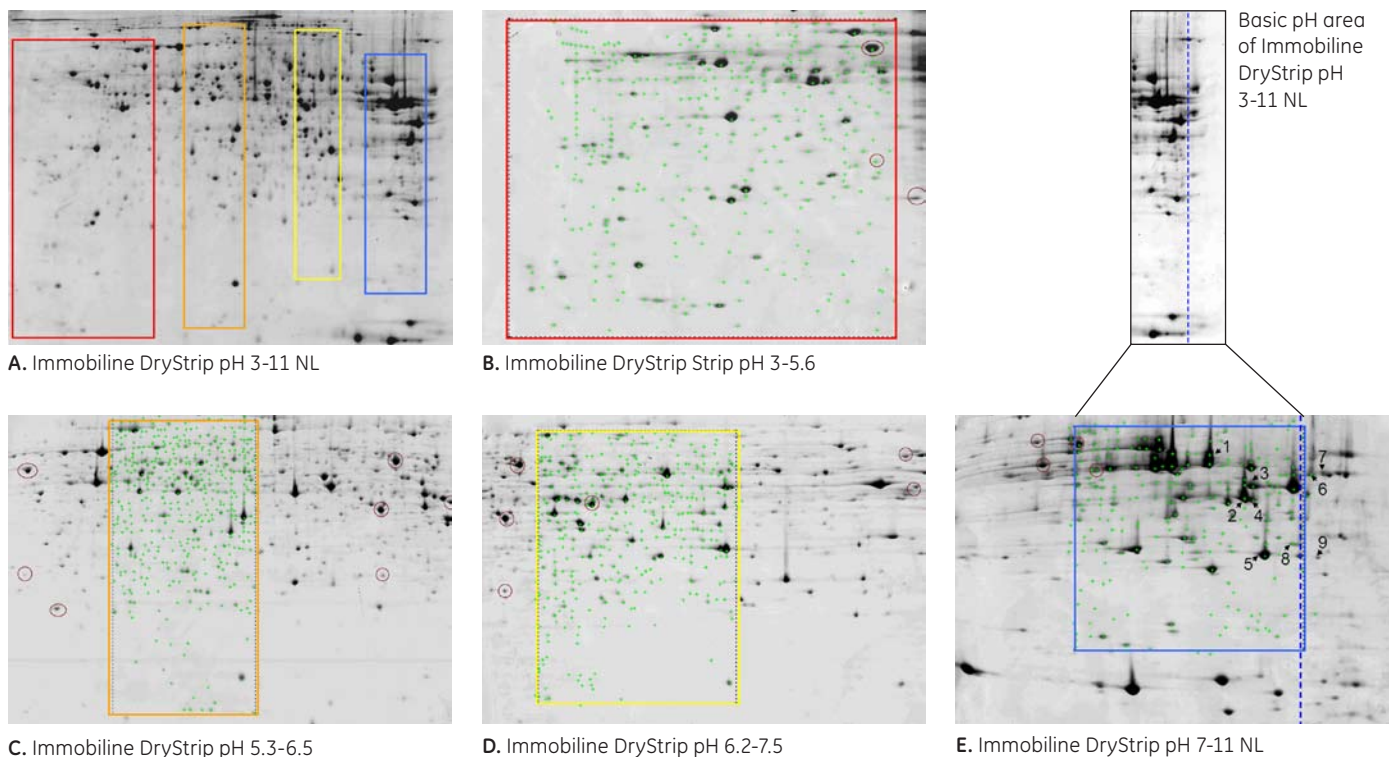 Basic pH area
of Immobiline
DryStrip pH
3-11 NL
A. Immobiline DryStrip pH 3-11 NL
B. Immobiline DryStrip Strip pH 3-5.6
1
7
3
6
2
4
9
5
8
C. Immobiline DryStrip pH 5.3-6.5
D. Immobiline DryStrip pH 6.2-7.5
E. Immobiline DryStrip pH 7-11 NL